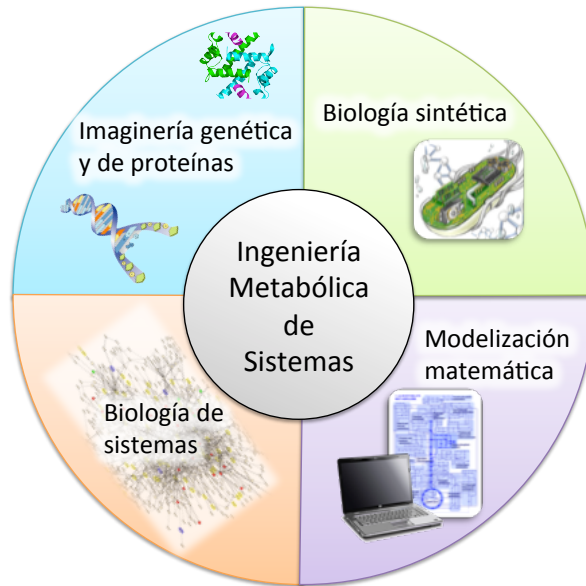 Imaginería genética
y de proteínas
Biología sintética
Ingeniería
Metabólica
de
Sistemas
Biología de
sistemas
Modelización
matemática